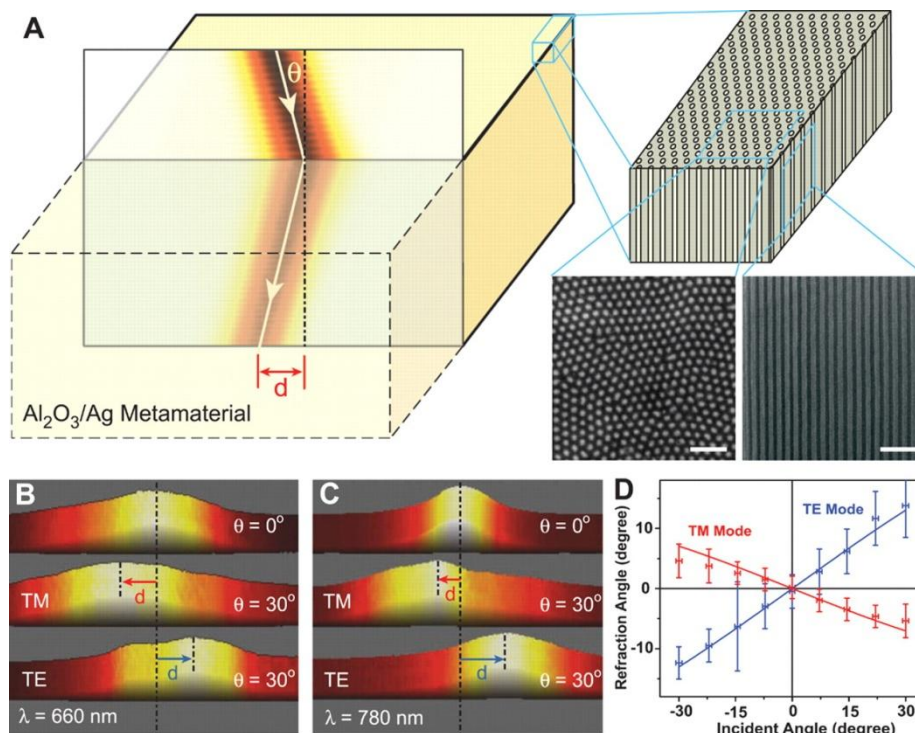 A
θ
d
Al₂O₃/Ag Metamaterial
B
θ = 0°
TM
d
θ = 30°
d
TE
θ = 30°
λ = 660 nm
C
θ = 0°
TM
d
θ = 30°
d
TE
θ = 30°
λ = 780 nm
D
TM Mode
TE Mode
Refraction Angle (degree)
10
0
-10
-30
-15
0
15
30
Incident Angle (degree)